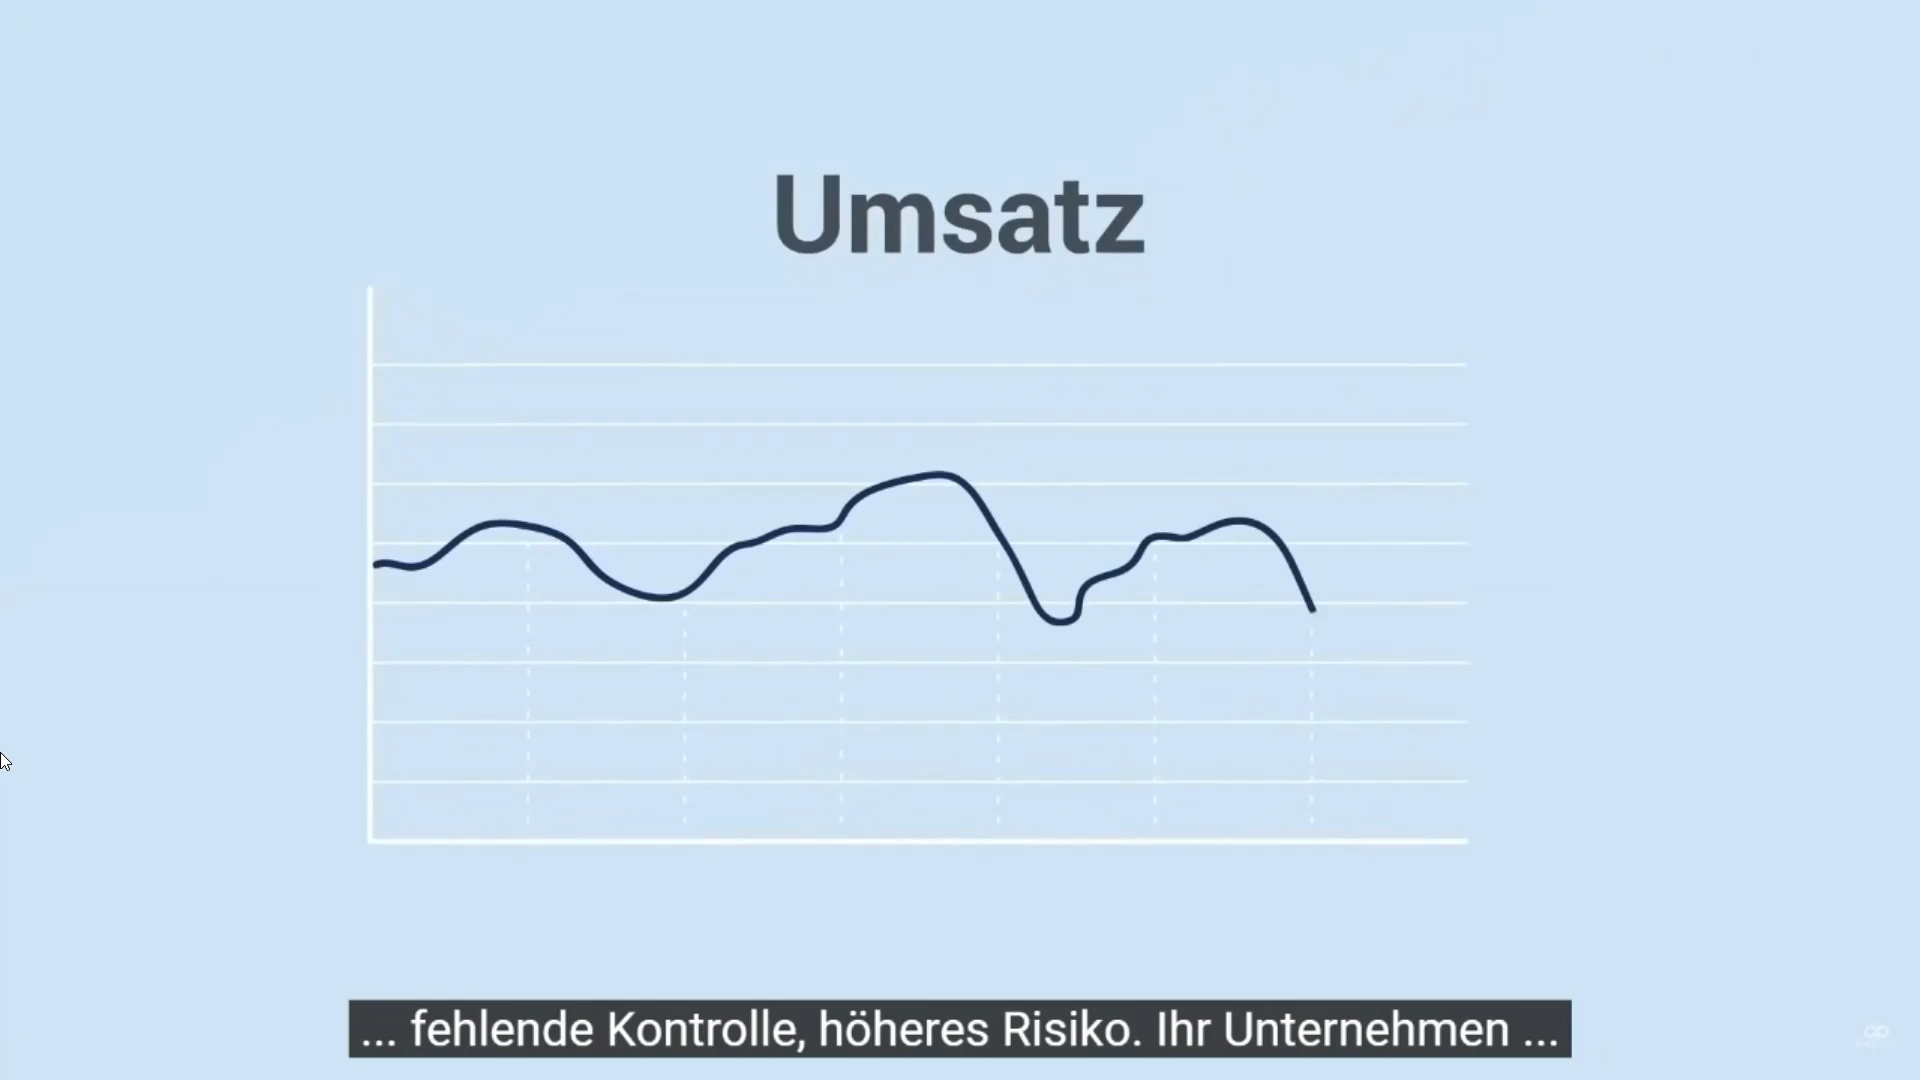 Umsatz
... fehlende Kontrolle, höheres Risiko. Ihr Unternehmen ...